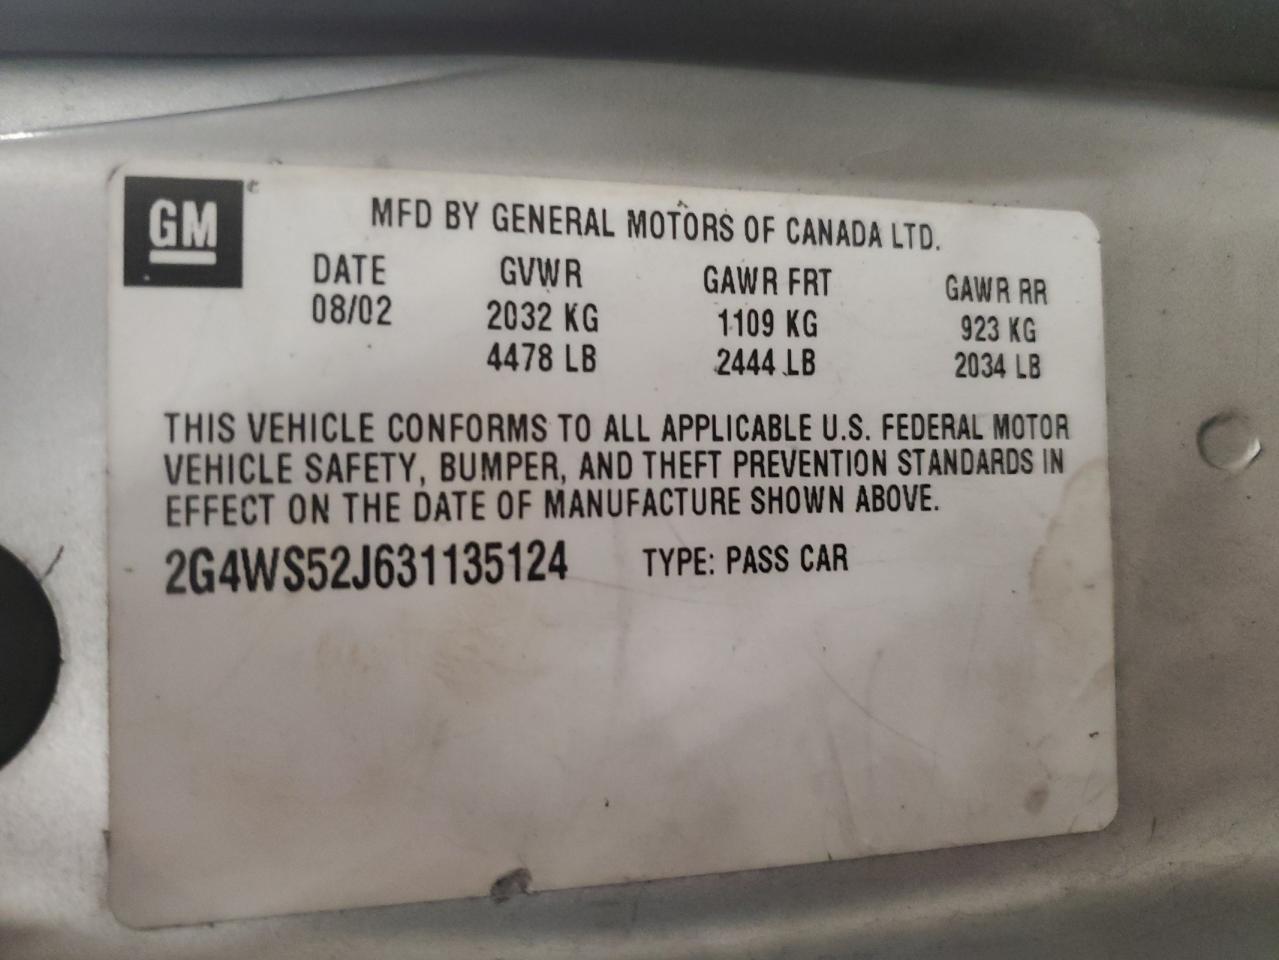 GM
MFD BY GENERAL MOTORS OF CANADA LTD.
DATE GVWR GAWR FRT GAWR RR
08/02 2032 KG 1109 KG 923 KG
4478 LB 2444 LB 2034 LB
THIS VEHICLE CONFORMS TO ALL APPLICABLE U.S. FEDERAL MOTOR
VEHICLE SAFETY, BUMPER, AND THEFT PREVENTION STANDARDS IN
EFFECT ON THE DATE OF MANUFACTURE SHOWN ABOVE.
2G4WS52J631135124 TYPE: PASS CAR